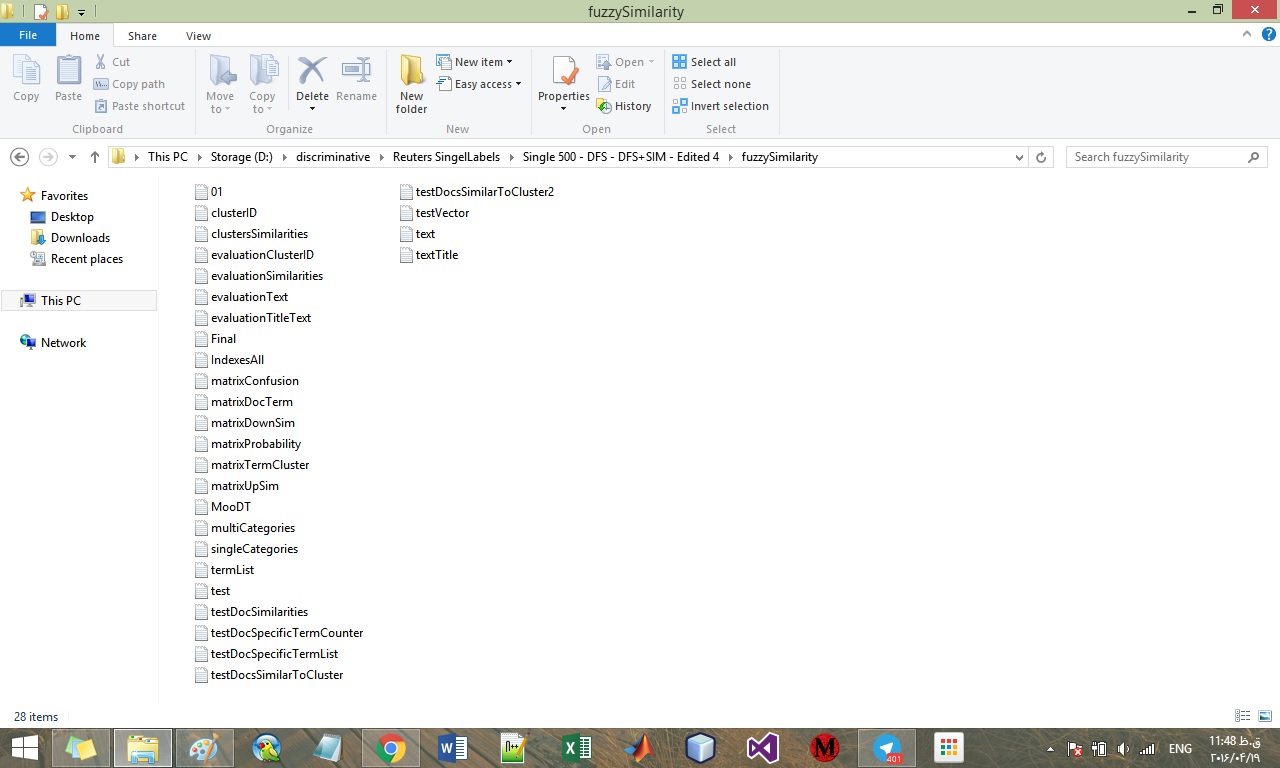 fuzzySimilarity
File Home Share View
Copy
Paste
Cut
Copy path
Paste shortcut
Clipboard
Move to
Copy to
Delete
Rename
Organize
New folder
New item
Easy access
New
Properties
Open
Edit
History
Open
Select all
Select none
Invert selection
Select
This PC Storage (D:) discriminative Reuters SingelLabels Single 500 - DFS - DFS+SIM - Edited 4 fuzzySimilarity
Search fuzzySimilarity
Favorites
Desktop
Downloads
Recent places
This PC
Network
01
clusterID
clustersSimilarities
evaluationClusterID
evaluationSimilarities
evaluationText
evaluationTitleText
Final
IndexesAll
matrixConfusion
matrixDocTerm
matrixDownSim
matrixProbability
matrixTermCluster
matrixUpSim
MooDT
multiCategories
singleCategories
termList
test
testDocSimilarities
testDocSpecificTermCounter
testDocSpecificTermList
testDocsSimilarToCluster
testDocsSimilarToCluster2
testVector
text
textTitle
28 items
401
ENG
11:48 ق.ظ
۲۰۱۶/۰۴/۱۹